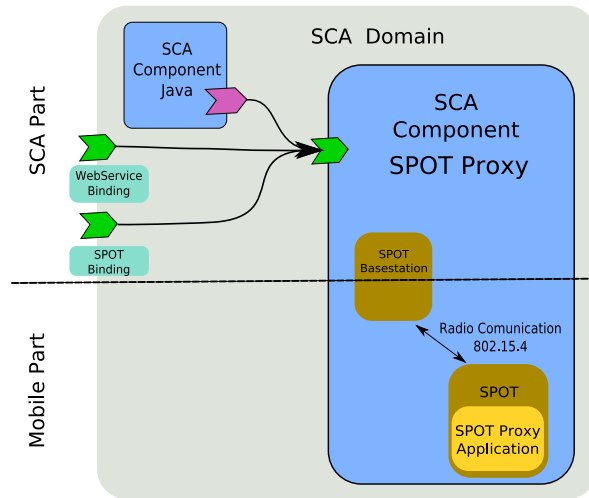 SCA Domain
SCA
Component
Java
SCA Part
SCA
Component
SPOT Proxy
WebService
Binding
SPOT
Binding
SPOT
Basestation
Mobile Part
Radio Comunication
802.15.4
SPOT
SPOT Proxy
Application